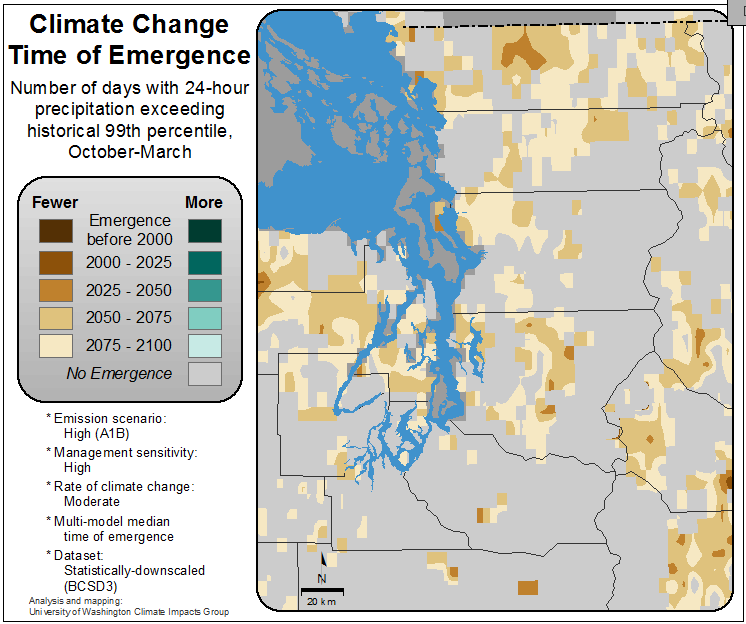 Climate Change
Time of Emergence
Number of days with 24-hour
precipitation exceeding
historical 99th percentile,
October-March
Fewer More
Emergence
before 2000
2000 - 2025
2025 - 2050
2050 - 2075
2075 - 2100
No Emergence
* Emission scenario:
High (A1B)
* Management sensitivity:
High
* Rate of climate change:
Moderate
* Multi-model median
time of emergence
* Dataset:
Statistically-downscaled
(BCSD3)
Analysis and mapping:
University of Washington Climate Impacts Group
N
20 km